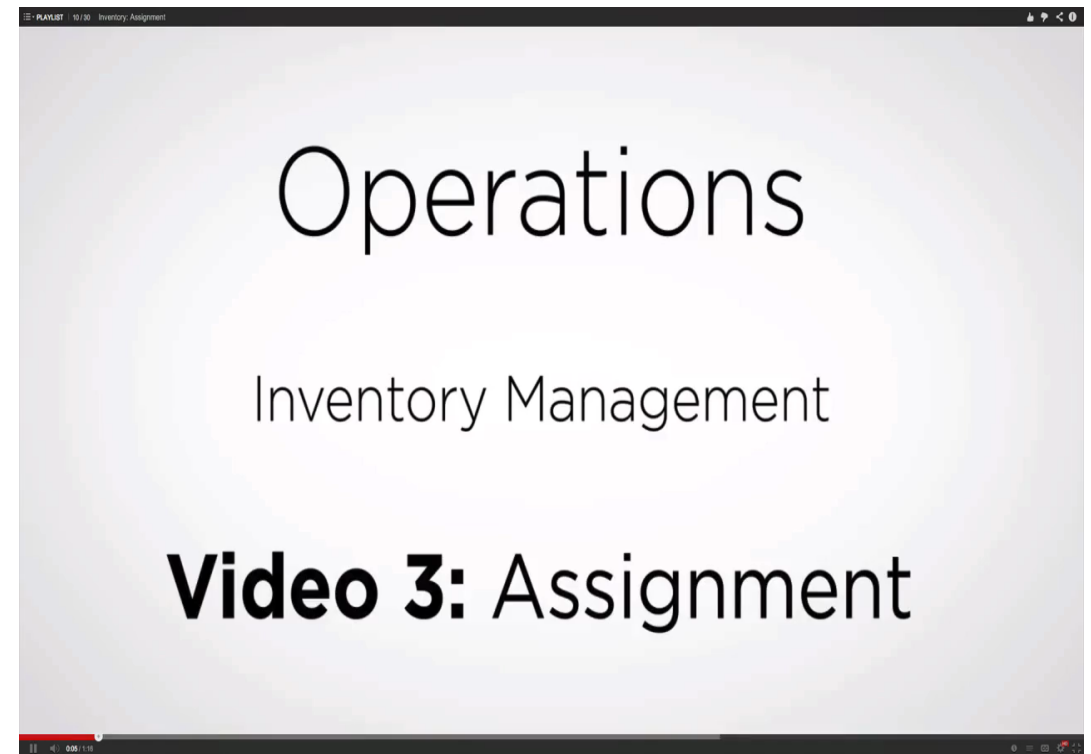 PLAYLIST 10/30 Inventory: Assignment
Operations
Inventory Management
Video 3: Assignment
0:05 / 1:18